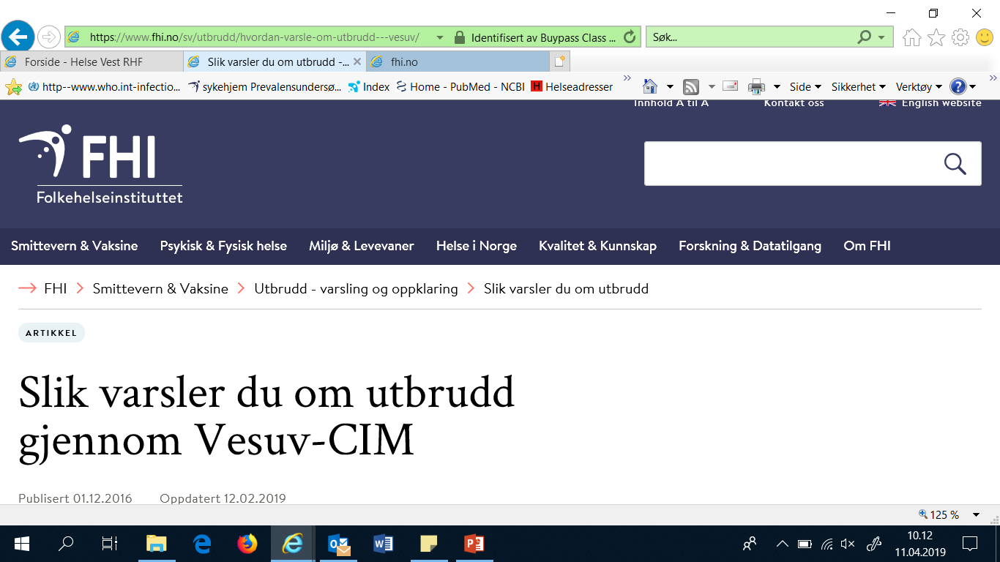 https://www.fhi.no/sv/utbrudd/hvordan-varsle-om-utbrudd---vesuv/ Identifisert av Buypass Class ... Søk...
Forside - Helse Vest RHF Slik varsler du om utbrudd -... fhi.no
http--www.who.int-infectio... sykehjem Prevalensundersø... Index Home - PubMed - NCBI H Helseadresser Side Sikkerhet Verktøy
Innhold A til A Kontakt oss English website
FHI
Folkehelseinstituttet
Smittevern & Vaksine Psykisk & Fysisk helse Miljø & Levevaner Helse i Norge Kvalitet & Kunnskap Forskning & Datatilgang Om FHI
FHI Smittevern & Vaksine Utbrudd - varsling og oppklaring Slik varsler du om utbrudd
ARTIKKEL
Slik varsler du om utbrudd
gjennom Vesuv-CIM
Publisert 01.12.2016 Oppdatert 12.02.2019
125 %
10.12
11.04.2019